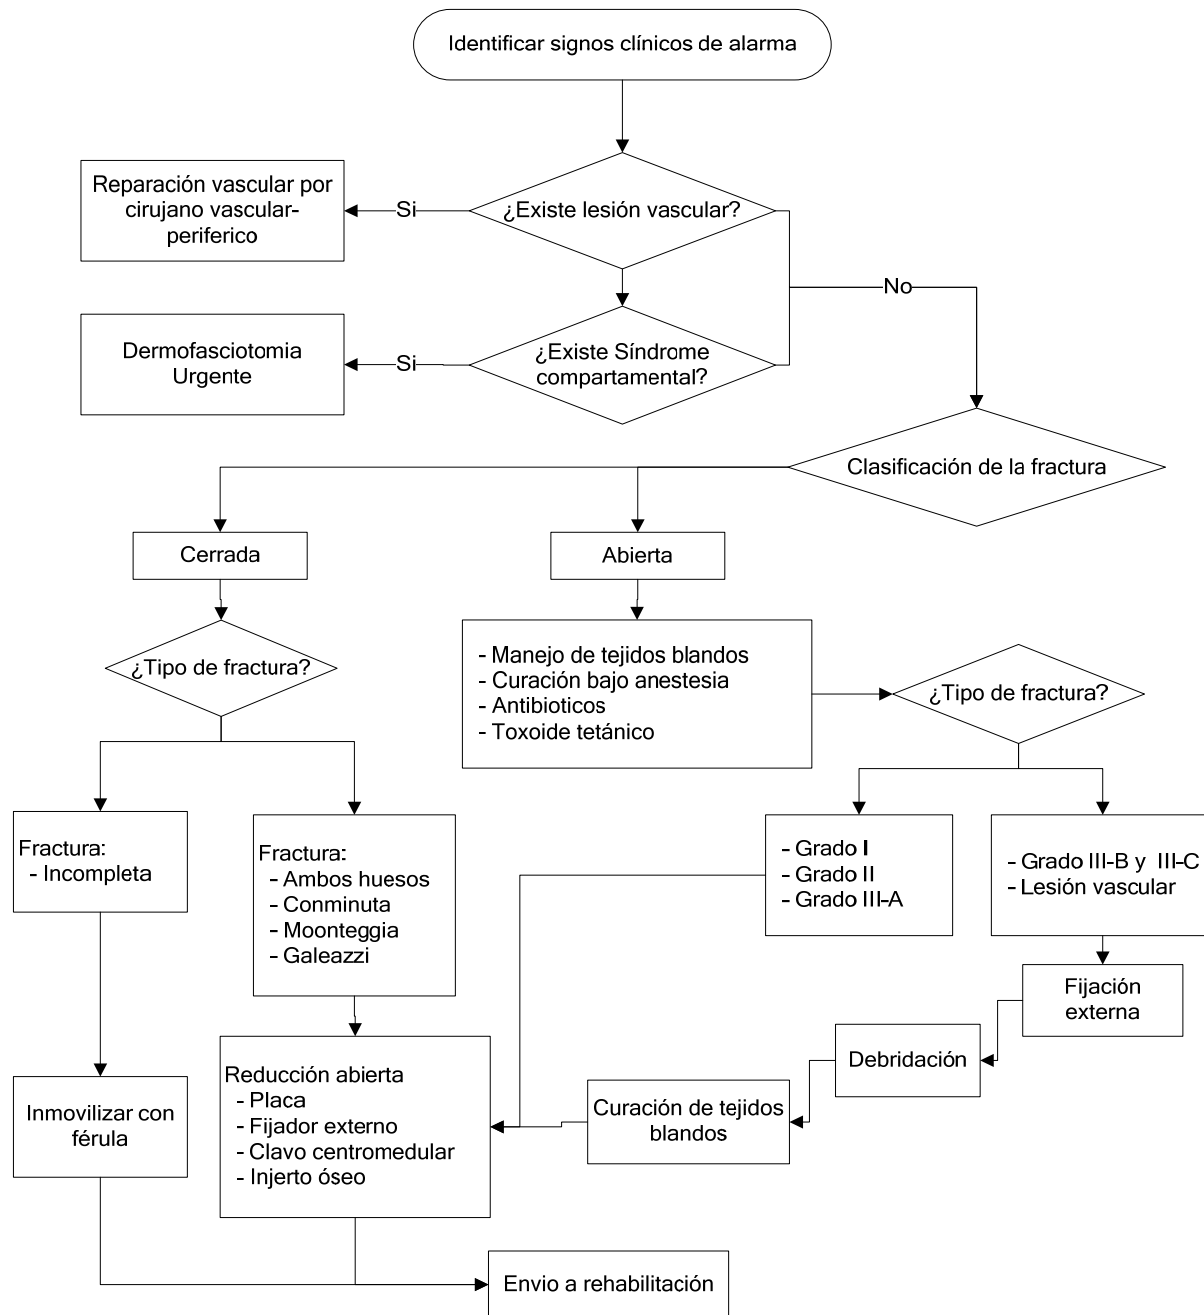 Identificar signos clínicos de alarma
Reparación vascular por
cirujano vascular-
periferico
Si
¿Existe lesión vascular?
No
Dermofasciotomia
Urgente
Si
¿Existe Síndrome
compartamental?
Clasificación de la fractura
Cerrada
Abierta
¿Tipo de fractura?
- Manejo de tejidos blandos
- Curación bajo anestesia
- Antibioticos
- Toxoide tetánico
¿Tipo de fractura?
Fractura:
- Incompleta
Fractura:
- Ambos huesos
- Conminuta
- Moonteggia
- Galeazzi
- Grado I
- Grado II
- Grado III-A
- Grado III-B y III-C
- Lesión vascular
Fijación
externa
Debridación
Curación de tejidos
blandos
Reducción abierta
- Placa
- Fijador externo
- Clavo centromedular
- Injerto óseo
Inmovilizar con
férula
Envio a rehabilitación